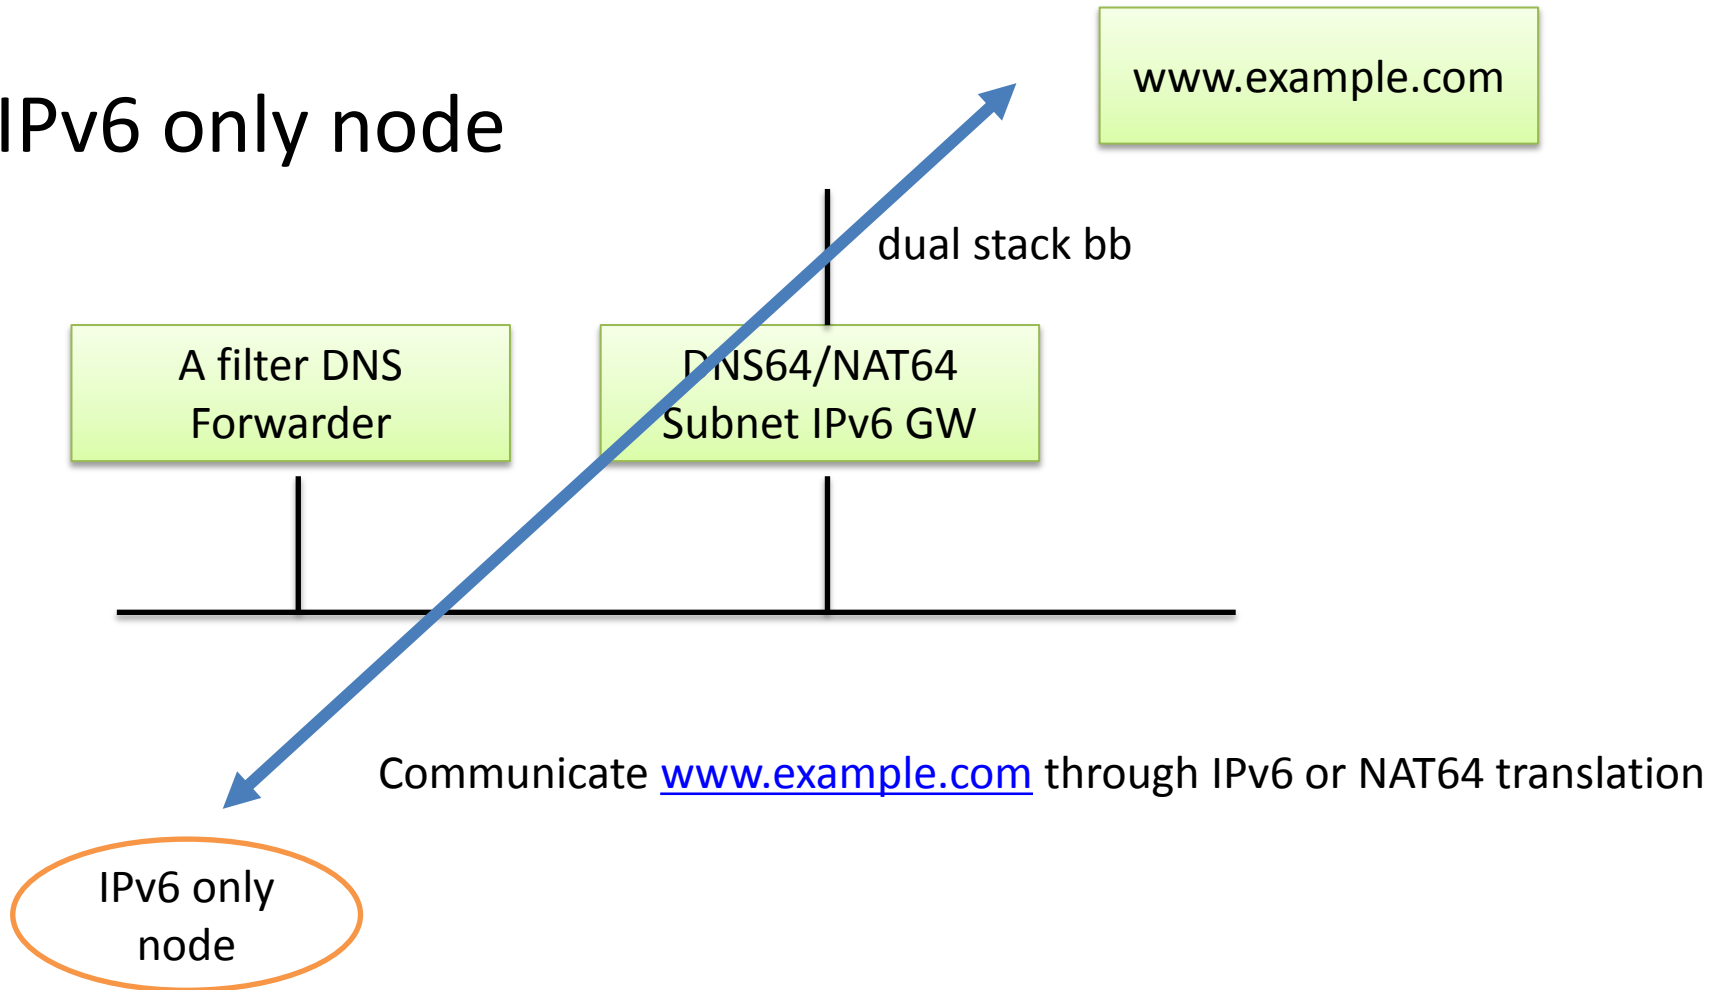 www.example.com
IPv6 only node
dual stack bb
A filter DNS
Forwarder
DNS64/NAT64
Subnet IPv6 GW
Communicate www.example.com through IPv6 or NAT64 translation
IPv6 only
node